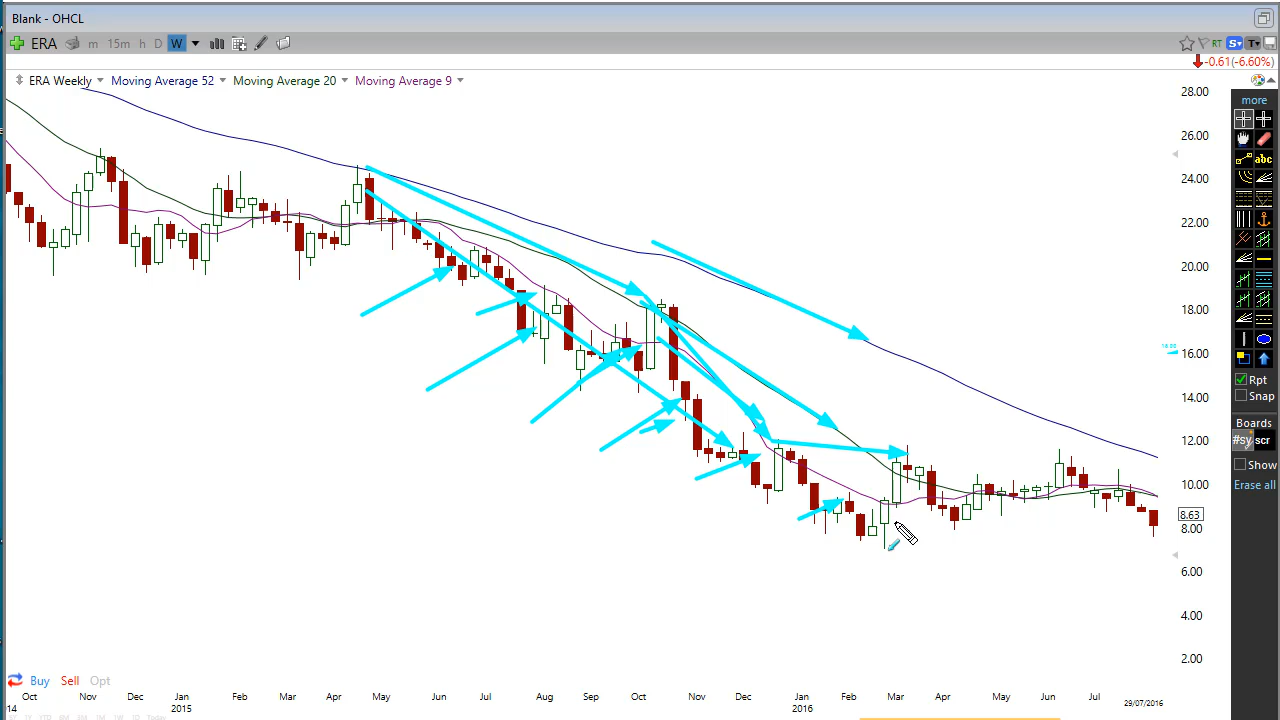 Blank - OHCL
ERA m 15m h D W RT S T
-0.61(-6.60%)
ERA Weekly Moving Average 52 Moving Average 20 Moving Average 9
28.00
26.00
24.00
22.00
20.00
18.00
16.00
14.00
12.00
10.00
8.63
8.00
6.00
4.00
2.00
more
abc
Rpt
Snap
Boards
#sy scr
Show
Erase all
Buy Sell Opt
Oct Nov Dec Jan Feb Mar Apr May Jun Jul Aug Sep Oct Nov Dec Jan Feb Mar Apr May Jun Jul 29/07/2016
14 2015 2016